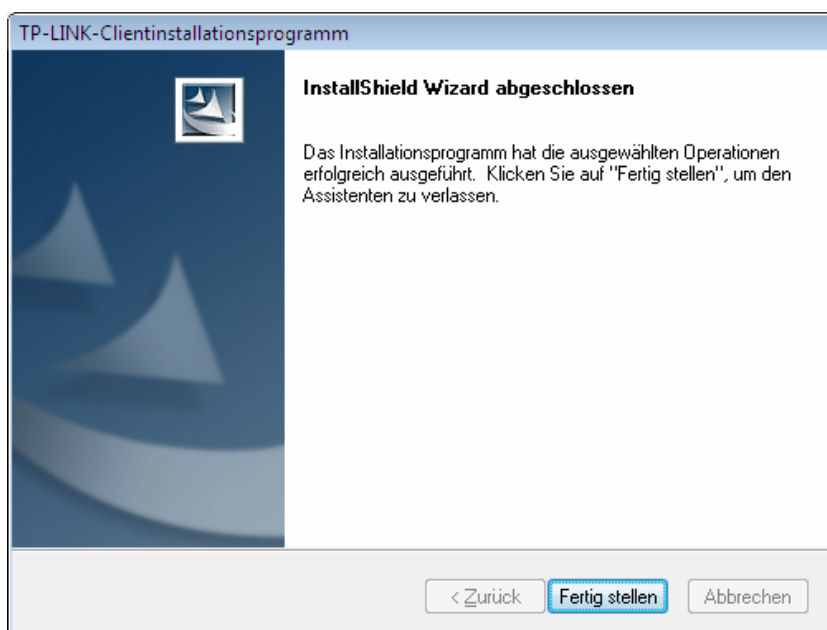 TP-LINK-Clientinstallationsprogramm
InstallShield Wizard abgeschlossen
Das Installationsprogramm hat die ausgewählten Operationen
erfolgreich ausgeführt. Klicken Sie auf "Fertig stellen", um den
Assistenten zu verlassen.
< Zurück
Fertig stellen
Abbrechen